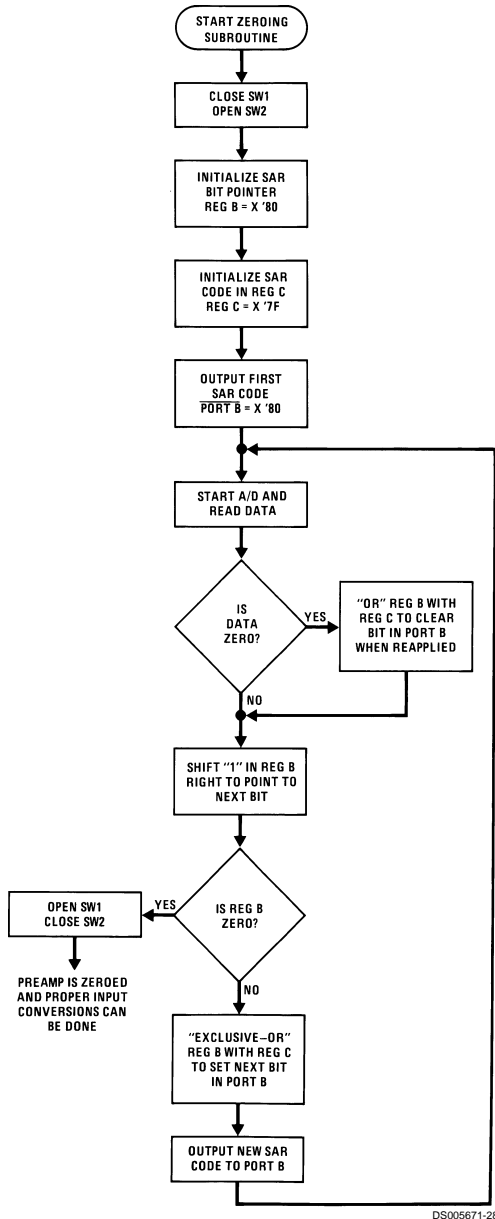 START ZEROING
SUBROUTINE
CLOSE SW1
OPEN SW2
INITIALIZE SAR
BIT POINTER
REG B = X '80
INITIALIZE SAR
CODE IN REG C
REG C = X '7F
OUTPUT FIRST
SAR CODE
PORT B = X '80
START A/D AND
READ DATA
IS
DATA
ZERO?
YES
"OR" REG B WITH
REG C TO CLEAR
BIT IN PORT B
WHEN REAPPLIED
NO
SHIFT "1" IN REG B
RIGHT TO POINT TO
NEXT BIT
IS REG B
ZERO?
YES
OPEN SW1
CLOSE SW2
PREAMP IS ZEROED
AND PROPER INPUT
CONVERSIONS CAN
BE DONE
NO
"EXCLUSIVE–OR"
REG B WITH REG C
TO SET NEXT BIT
IN PORT B
OUTPUT NEW SAR
CODE TO PORT B
DS005671-28